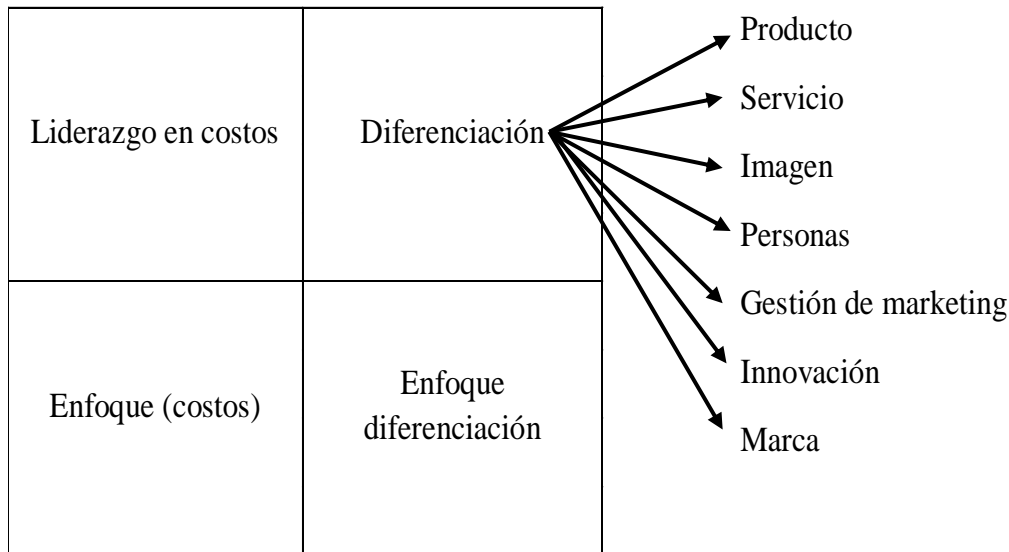 Liderazgo en costos
Diferenciación
Enfoque (costos)
Enfoque
diferenciación
Producto
Servicio
Imagen
Personas
Gestión de marketing
Innovación
Marca